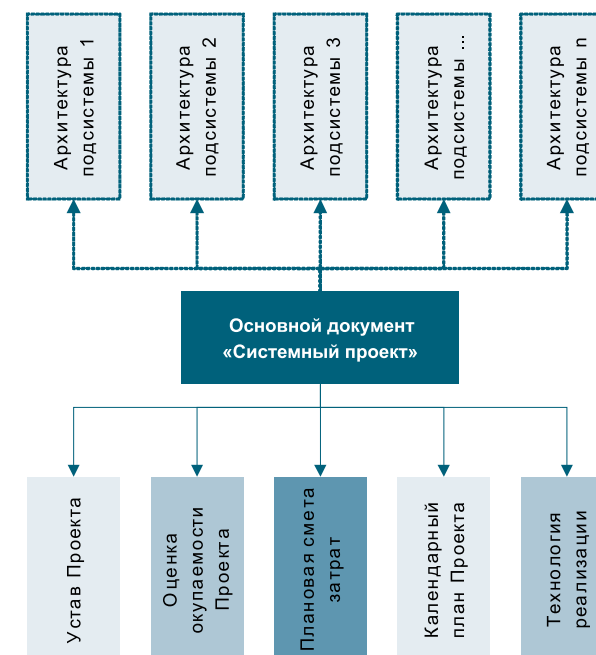 Архитектура
подсистемы 1
Архитектура
подсистемы 2
Архитектура
подсистемы 3
Архитектура
подсистемы ...
Архитектура
подсистемы n
Основной документ
«Системный проект»
Устав Проекта
Оценка
окупаемости
Проекта
Плановая смета
затрат
Календарный
план Проекта
Технология
реализации